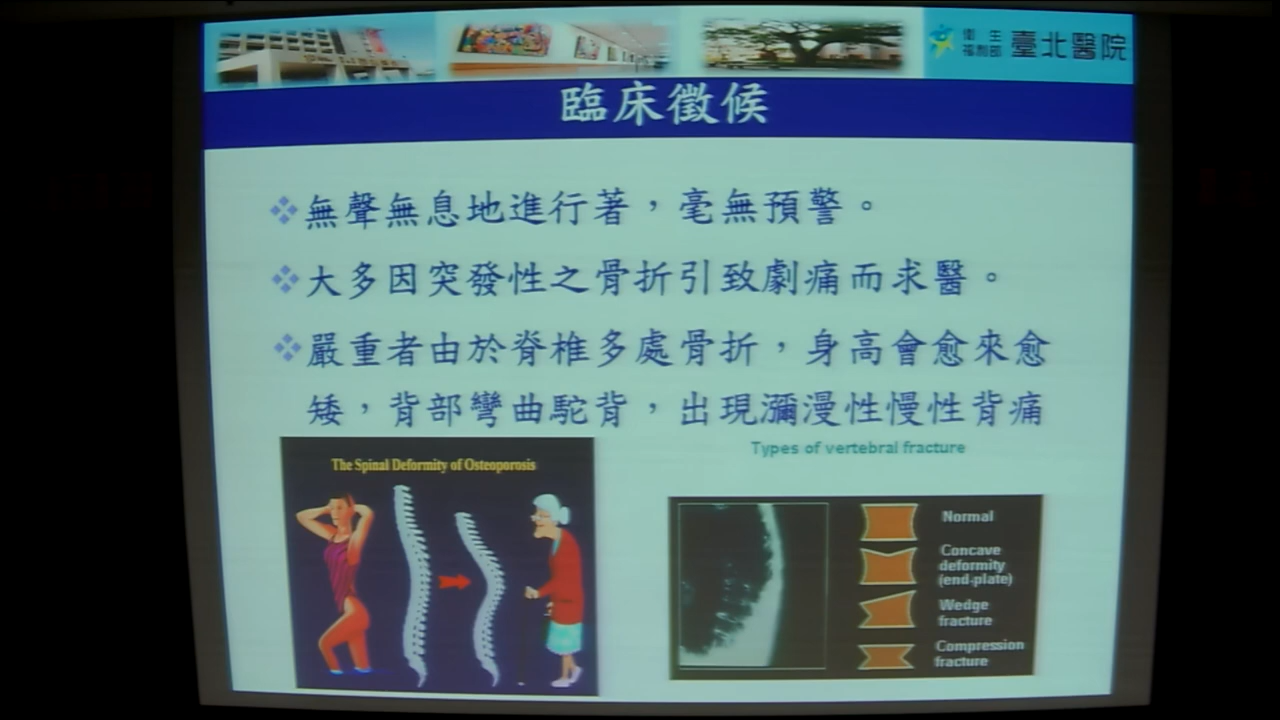 衛生
福利部
臺北醫院
臨床徵候
無聲無息地進行著，毫無預警。
大多因突發性之骨折引致劇痛而求醫。
嚴重者由於脊椎多處骨折，身高會愈來愈
矮，背部彎曲駝背，出現瀰漫性慢性背痛
The Spinal Deformity of Osteoporosis
Types of vertebral fracture
Normal
Concave
deformity
(end-plate)
Wedge
fracture
Compression
fracture